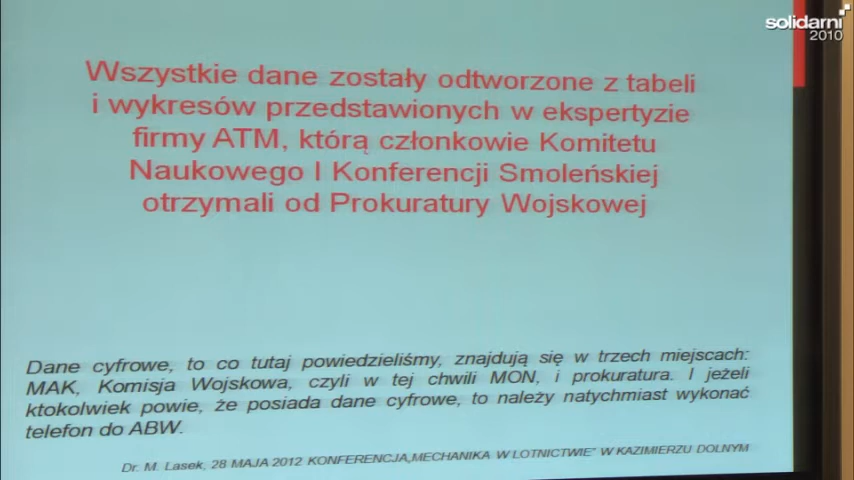 solidarni
2010
Wszystkie dane zostały odtworzone z tabeli
i wykresów przedstawionych w ekspertyzie
firmy ATM, którą członkowie Komitetu
Naukowego I Konferencji Smoleńskiej
otrzymali od Prokuratury Wojskowej
Dane cyfrowe, to co tutaj powiedzieliśmy, znajdują się w trzech miejscach:
MAK, Komisja Wojskowa, czyli w tej chwili MON, i prokuratura. I jeżeli
ktokolwiek powie, że posiada dane cyfrowe, to należy natychmiast wykonać
telefon do ABW.
Dr. M. Lasek, 28 MAJA 2012 KONFERENCJA„MECHANIKA W LOTNICTWIE" W KAZIMIERZU DOLNYM